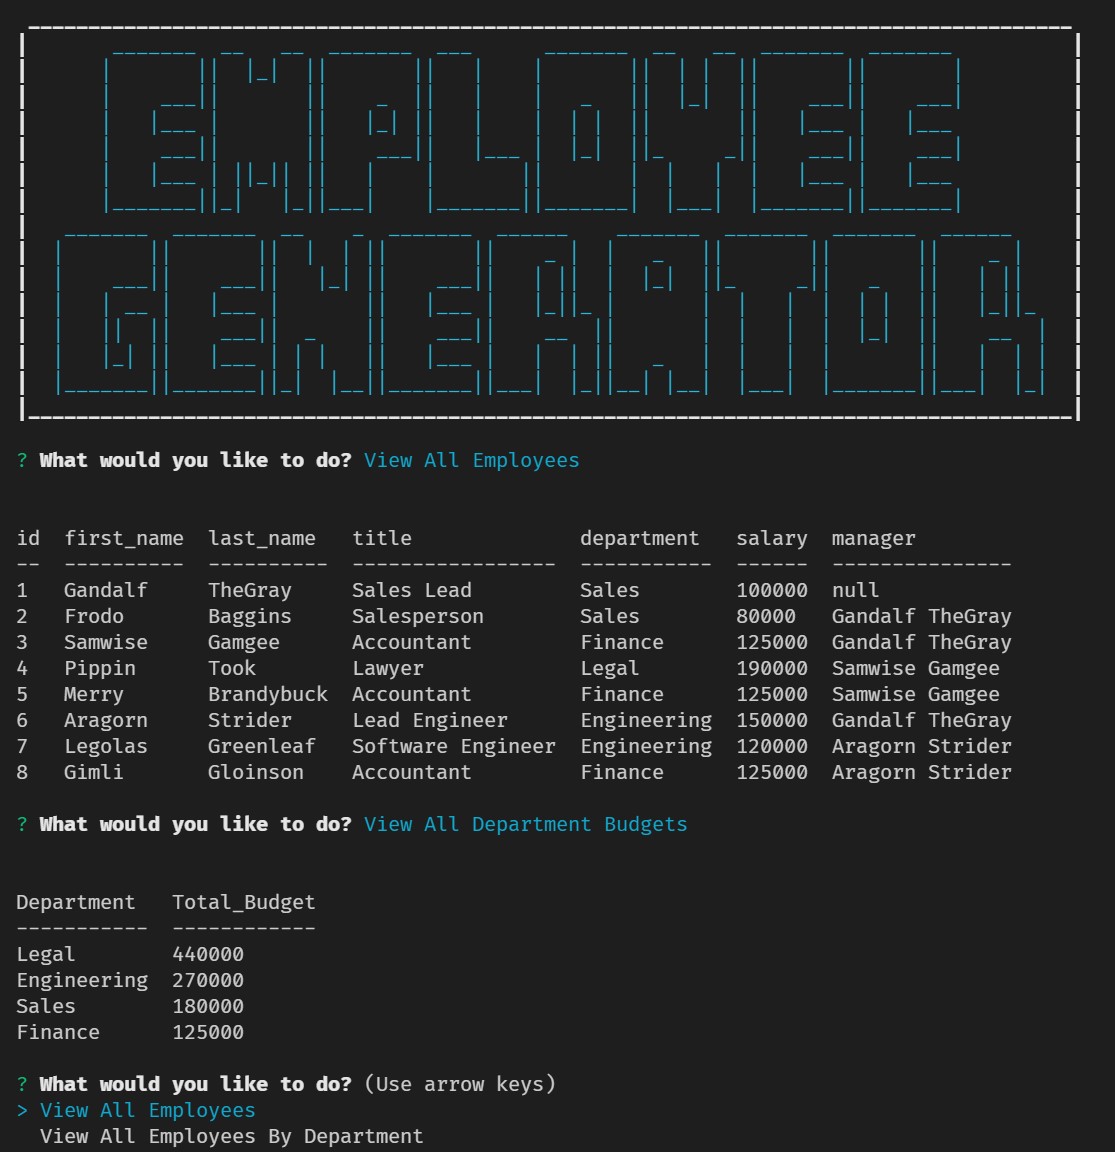 EMPLOYEE
GENERATOR
? What would you like to do? View All Employees
id  first_name  last_name   title              department   salary  manager
--  ----------  ----------  -----------------  -----------  ------  ---------------
1   Gandalf     TheGray     Sales Lead         Sales        100000  null
2   Frodo       Baggins     Salesperson        Sales        80000   Gandalf TheGray
3   Samwise     Gamgee      Accountant         Finance      125000  Gandalf TheGray
4   Pippin      Took        Lawyer             Legal        190000  Samwise Gamgee
5   Merry       Brandybuck  Accountant         Finance      125000  Samwise Gamgee
6   Aragorn     Strider     Lead Engineer      Engineering  150000  Gandalf TheGray
7   Legolas     Greenleaf   Software Engineer  Engineering  120000  Aragorn Strider
8   Gimli       Gloinson    Accountant         Finance      125000  Aragorn Strider
? What would you like to do? View All Department Budgets
Department   Total_Budget
-----------  ------------
Legal        440000
Engineering  270000
Sales        180000
Finance      125000
? What would you like to do? (Use arrow keys)
> View All Employees
  View All Employees By Department